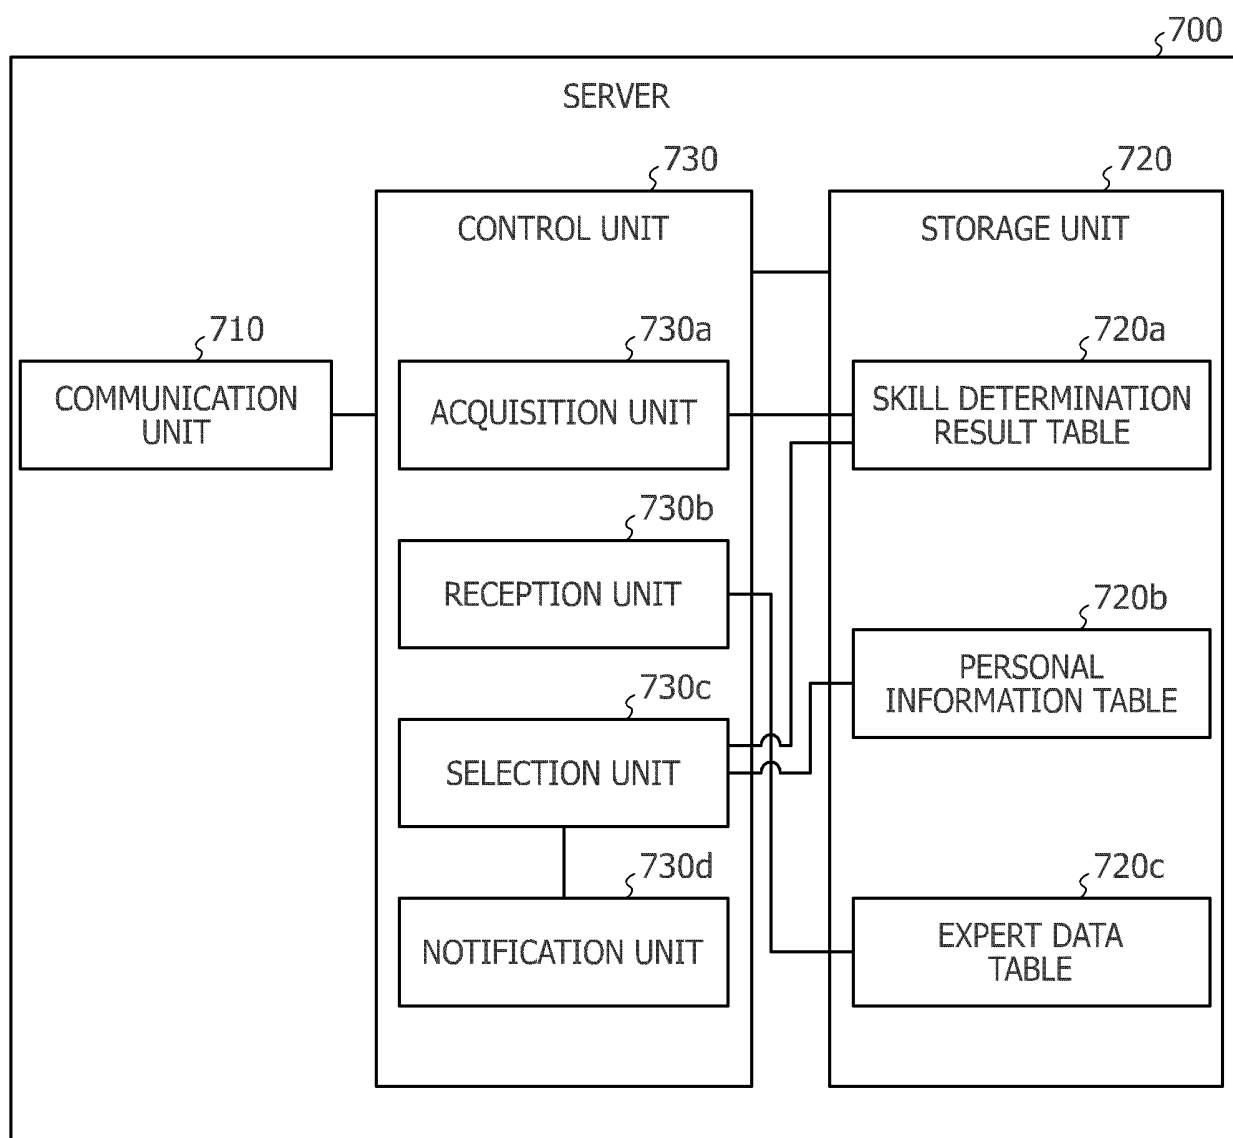 700
SERVER
730
720
CONTROL UNIT
STORAGE UNIT
710
730a
720a
COMMUNICATION
UNIT
ACQUISITION UNIT
SKILL DETERMINATION
RESULT TABLE
730b
RECEPTION UNIT
720b
PERSONAL
INFORMATION TABLE
730c
SELECTION UNIT
730d
NOTIFICATION UNIT
720c
EXPERT DATA
TABLE